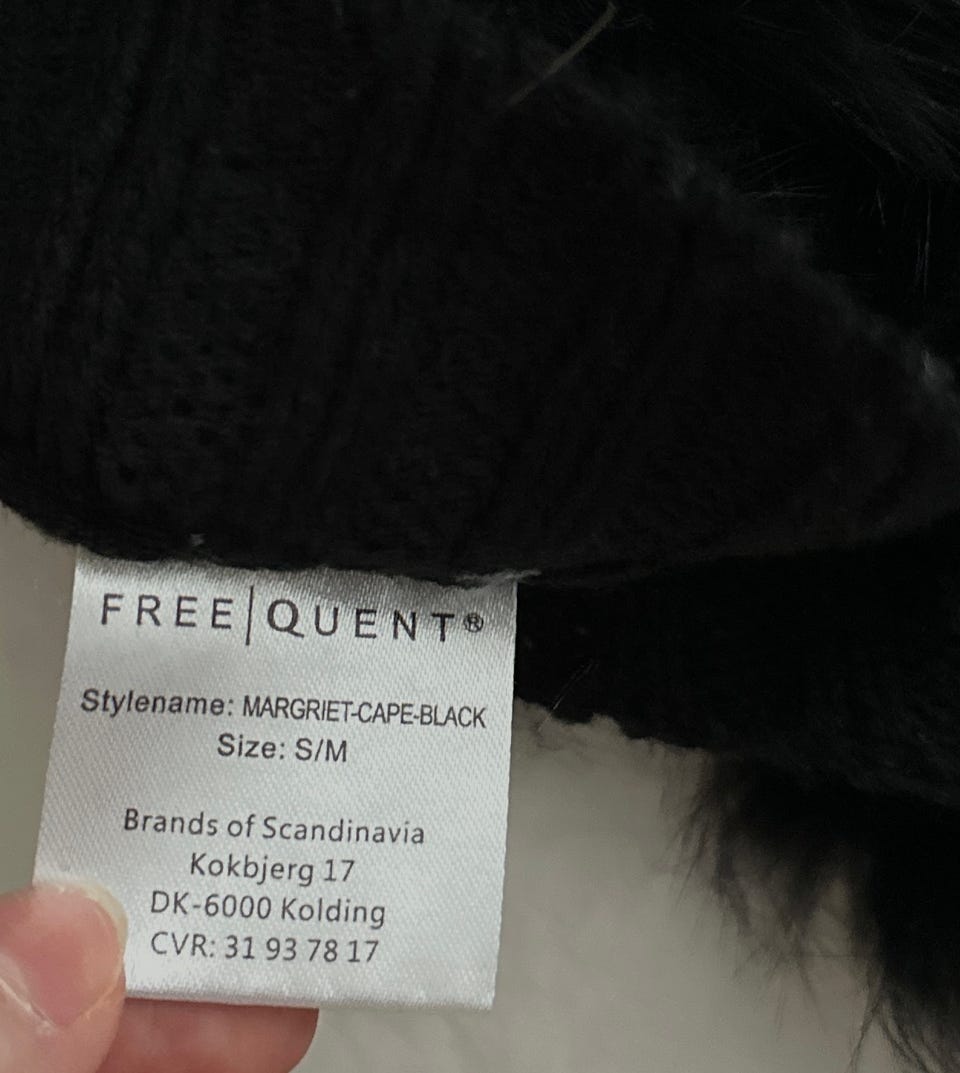 FREE|QUENT®
Stylename: MARGRIET-CAPE-BLACK
Size: S/M
Brands of Scandinavia
Kokbjerg 17
DK-6000 Kolding
CVR: 31 93 78 17